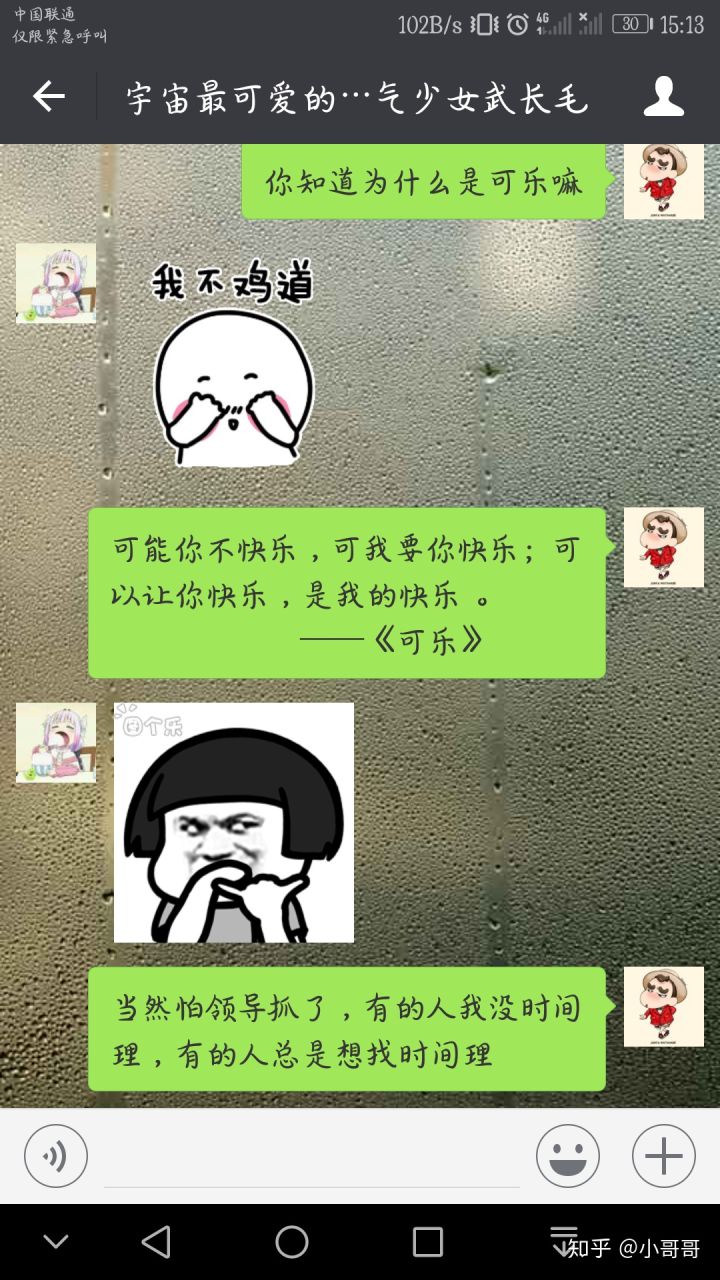 中国联通
仅限紧急呼叫
102B/s 4G 30 15:13
宇宙最可爱的…气少女武长毛
你知道为什么是可乐嘛
我不鸡道
可能你不快乐，可我要你快乐；可
以让你快乐，是我的快乐 。
——《可乐》
图个乐
当然怕领导抓了，有的人我没时间
理，有的人总是想找时间理
知乎 @小哥哥